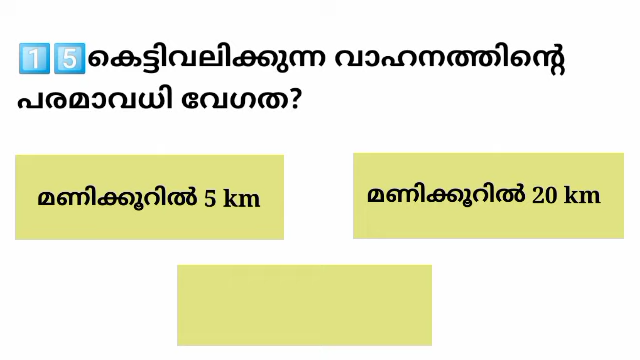 1️⃣5️⃣കെട്ടിവലിക്കുന്ന വാഹനത്തിന്റെ
പരമാവധി വേഗത?
മണിക്കൂറിൽ 5 km
മണിക്കൂറിൽ 20 km